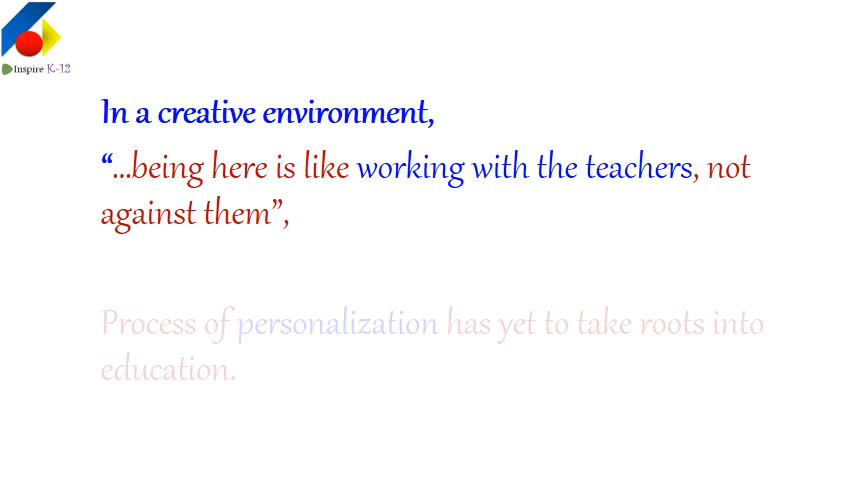 Inspire K-12
In a creative environment,
“...being here is like working with the teachers, not
against them”,
Process of personalization has yet to take roots into
education.